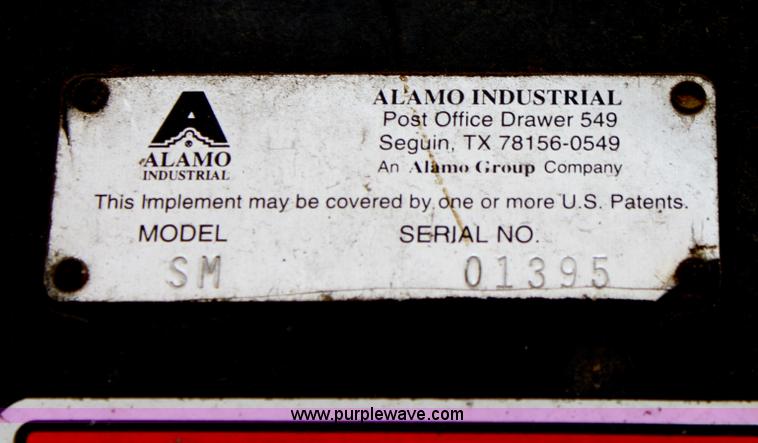 ALAMO INDUSTRIAL
Post Office Drawer 549
Seguin, TX 78156-0549
An Alamo Group Company
A
®
ALAMO
INDUSTRIAL
This Implement may be covered by one or more U.S. Patents.
MODEL SERIAL NO.
SM 01395
www.purplewave.com